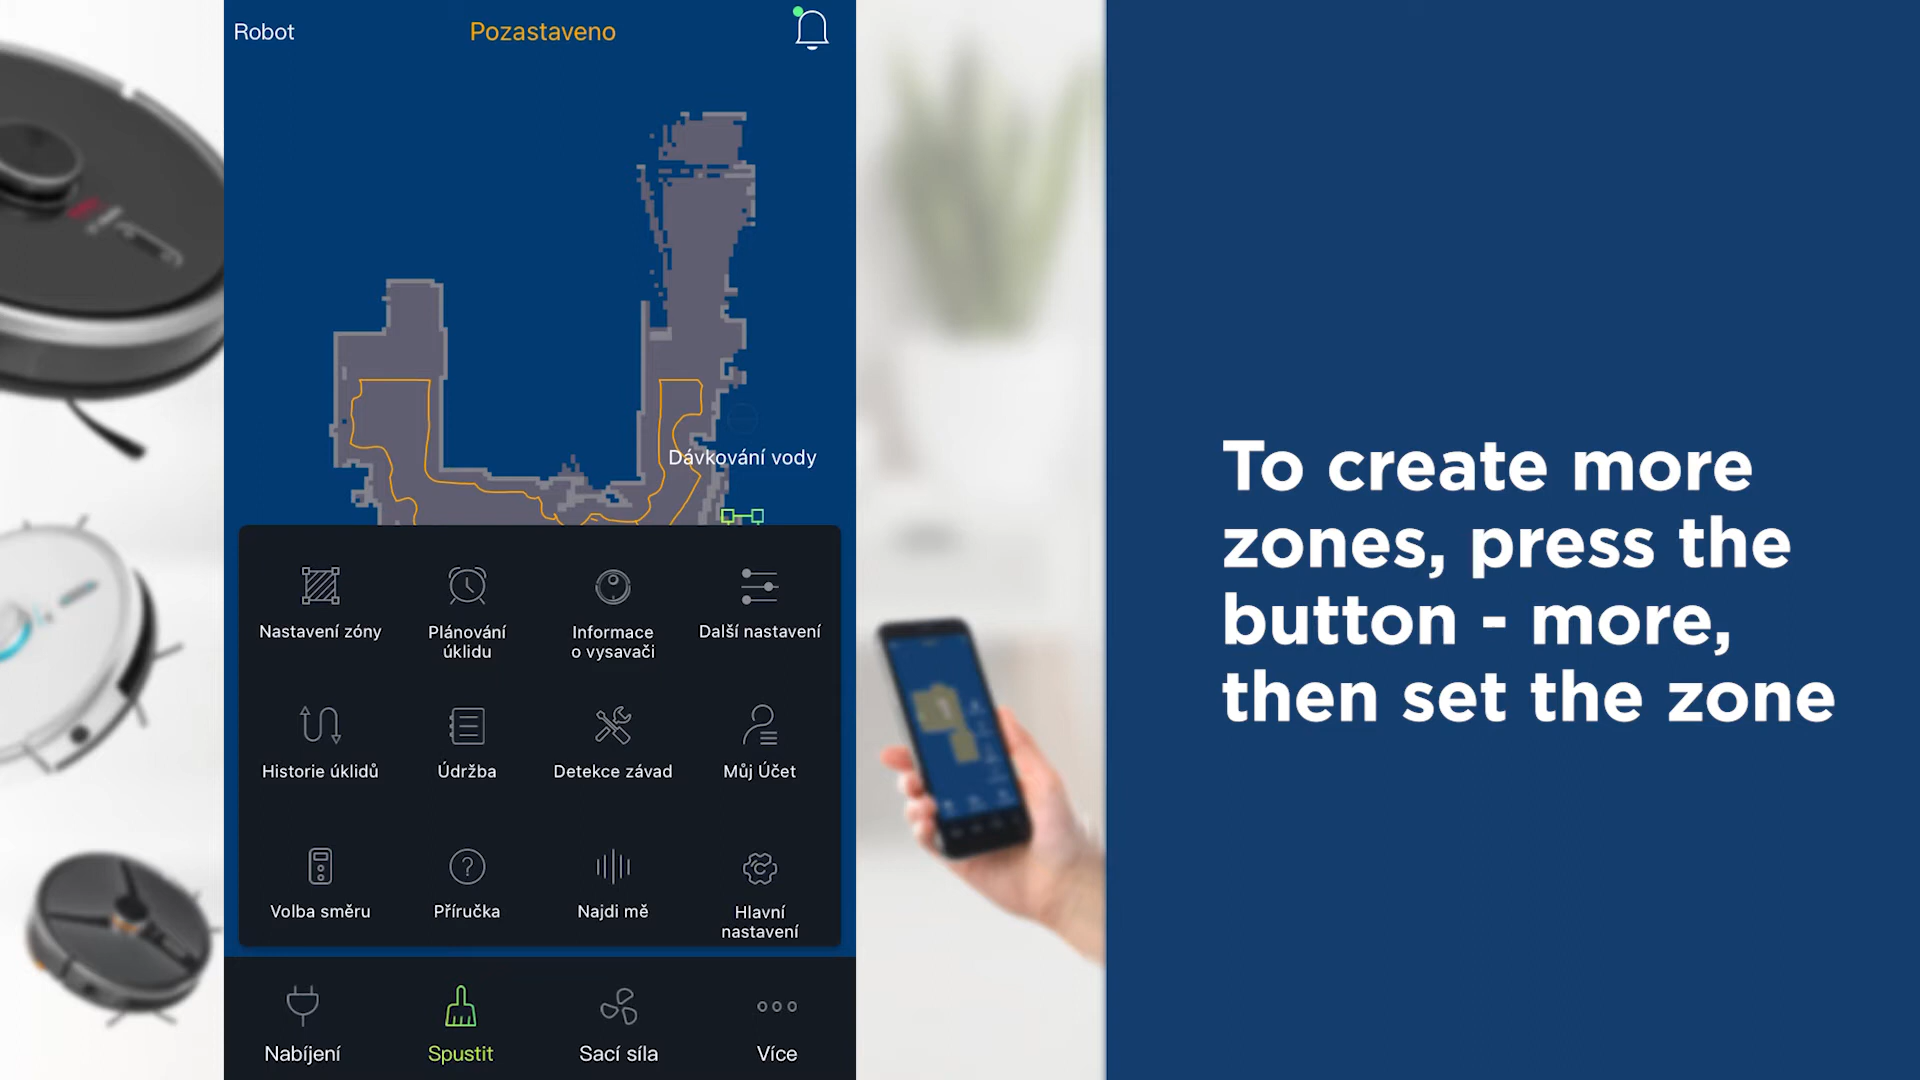 Robot
Pozastaveno
Dávkování vody
Nastavení zóny
Plánování
úklidu
Informace
o vysavači
Další nastavení
Historie úklidů
Údržba
Detekce závad
Můj Účet
Volba směru
Příručka
Najdi mě
Hlavní
nastavení
Nabíjení
Spustit
Sací síla
Více
To create more
zones, press the
button - more,
then set the zone